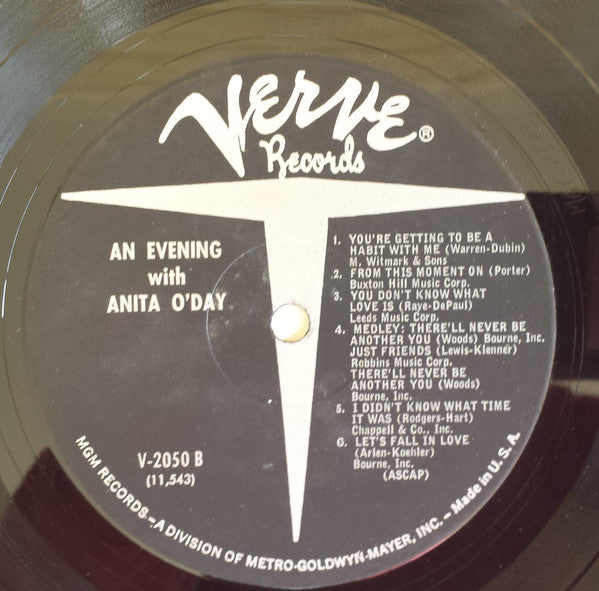 Verve®
Records
AN EVENING
with
ANITA O'DAY
1. YOU'RE GETTING TO BE A
HABIT WITH ME (Warren-Dubin)
M. Witmark & Sons
2. FROM THIS MOMENT ON (Porter)
Buxton Hill Music Corp.
3. YOU DON'T KNOW WHAT
LOVE IS (Raye-DePaul)
Leeds Music Corp.
4. MEDLEY: THERE'LL NEVER BE
ANOTHER YOU (Woods) Bourne, Inc.
JUST FRIENDS (Lewis-Klenner)
Robbins Music Corp.
THERE'LL NEVER BE
ANOTHER YOU (Woods)
Bourne, Inc.
5. I DIDN'T KNOW WHAT TIME
IT WAS (Rodgers-Hart)
Chappell & Co., Inc.
6. LET'S FALL IN LOVE
(Arlen-Koehler)
Bourne, Inc.
(ASCAP)
V-2050 B
(11,543)
MGM RECORDS – A DIVISION OF METRO-GOLDWYN-MAYER, INC. – Made in U.S.A.